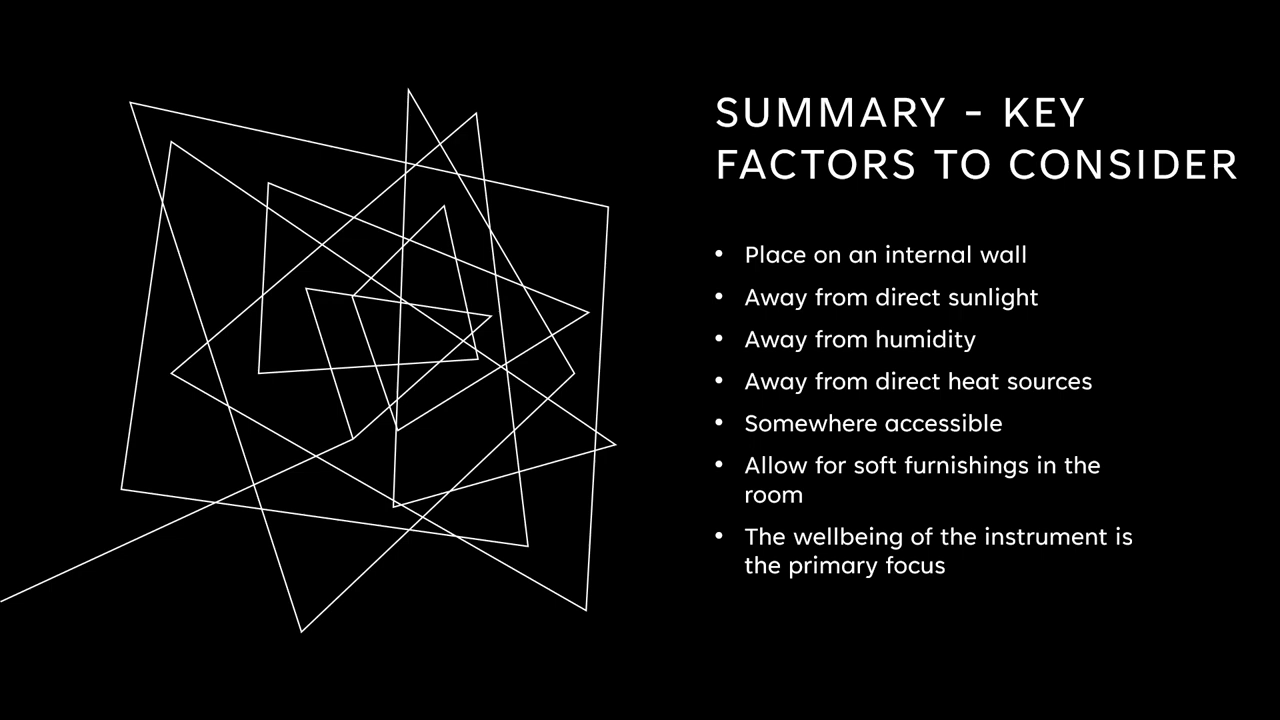 SUMMARY - KEY
FACTORS TO CONSIDER
• Place on an internal wall
• Away from direct sunlight
• Away from humidity
• Away from direct heat sources
• Somewhere accessible
• Allow for soft furnishings in the
room
• The wellbeing of the instrument is
the primary focus